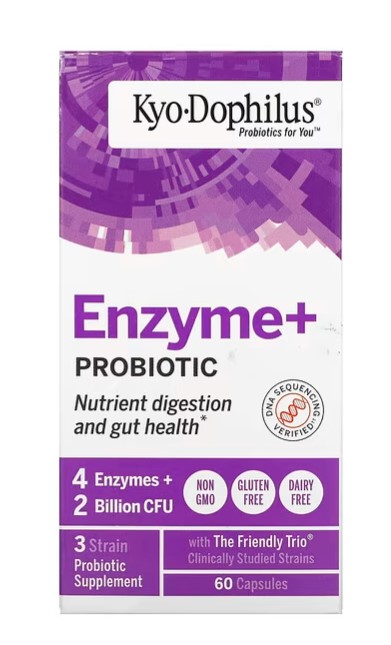 Kyo·Dophilus®
Probiotics for You™
Enzyme+
PROBIOTIC
Nutrient digestion
and gut health*
DNA SEQUENCING
VERIFIED††
4 Enzymes +
2 Billion CFU
NON
GMO
GLUTEN
FREE
DAIRY
FREE
3 Strain
Probiotic
Supplement
with The Friendly Trio®
Clinically Studied Strains
60 Capsules